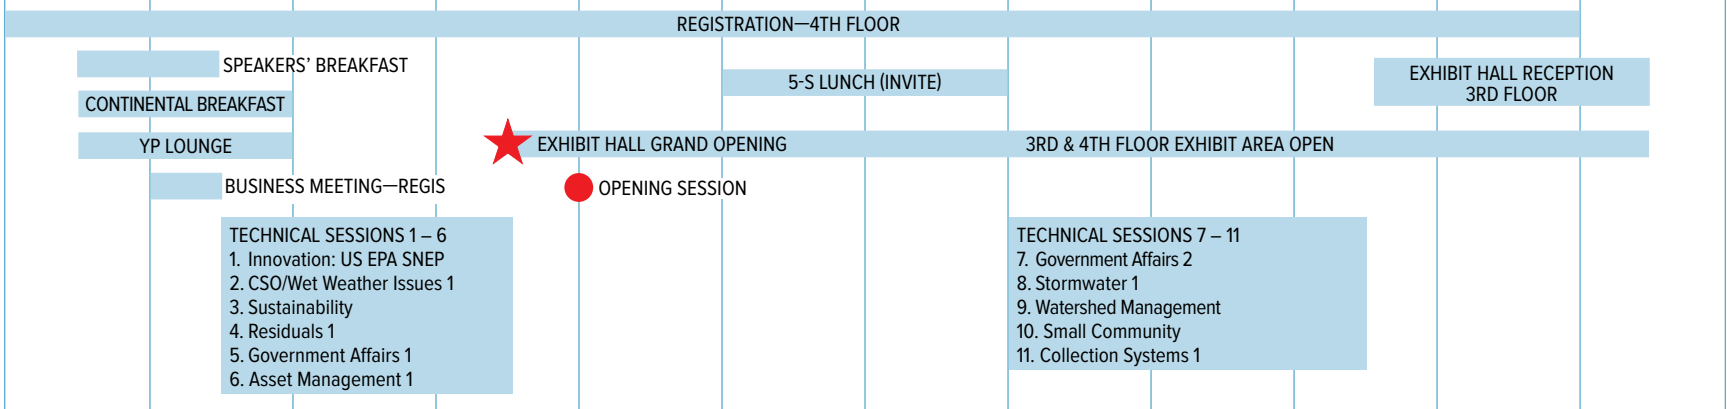 REGISTRATION—4TH FLOOR
SPEAKERS’ BREAKFAST
5-S LUNCH (INVITE)
EXHIBIT HALL RECEPTION
3RD FLOOR
CONTINENTAL BREAKFAST
YP LOUNGE
EXHIBIT HALL GRAND OPENING
3RD & 4TH FLOOR EXHIBIT AREA OPEN
BUSINESS MEETING—REGIS
OPENING SESSION
TECHNICAL SESSIONS 1 – 6
1. Innovation: US EPA SNEP
2. CSO/Wet Weather Issues 1
3. Sustainability
4. Residuals 1
5. Government Affairs 1
6. Asset Management 1
TECHNICAL SESSIONS 7 – 11
7. Government Affairs 2
8. Stormwater 1
9. Watershed Management
10. Small Community
11. Collection Systems 1